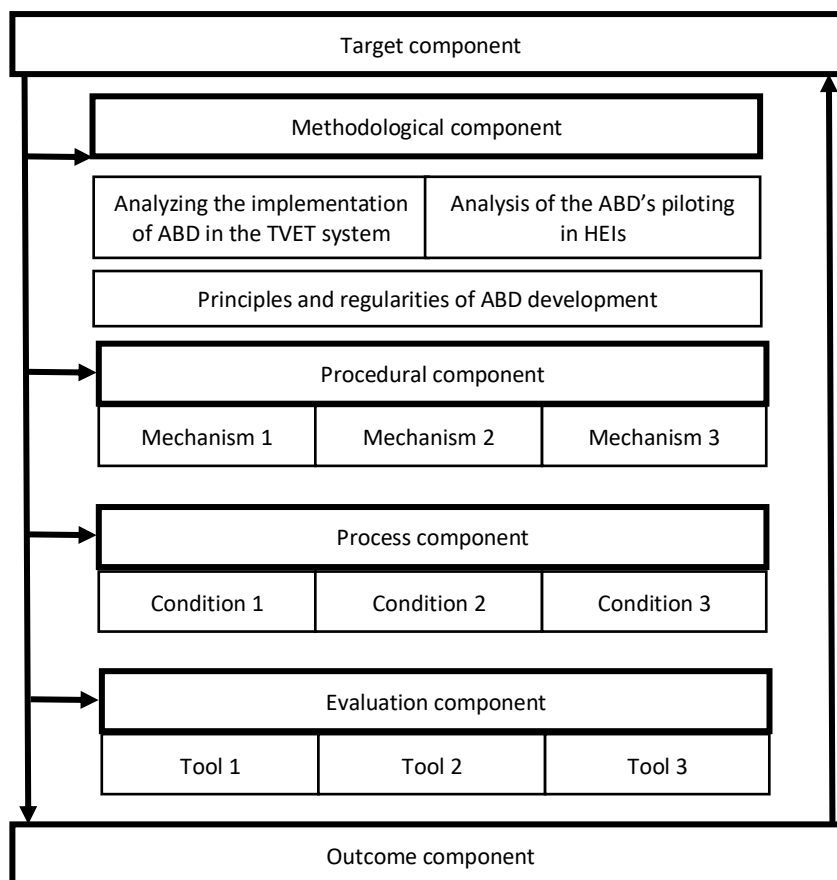 Target component
Methodological component
Analyzing the implementation
of ABD in the TVET system
Analysis of the ABD’s piloting
in HEIs
Principles and regularities of ABD development
Procedural component
Mechanism 1
Mechanism 2
Mechanism 3
Process component
Condition 1
Condition 2
Condition 3
Evaluation component
Tool 1
Tool 2
Tool 3
Outcome component